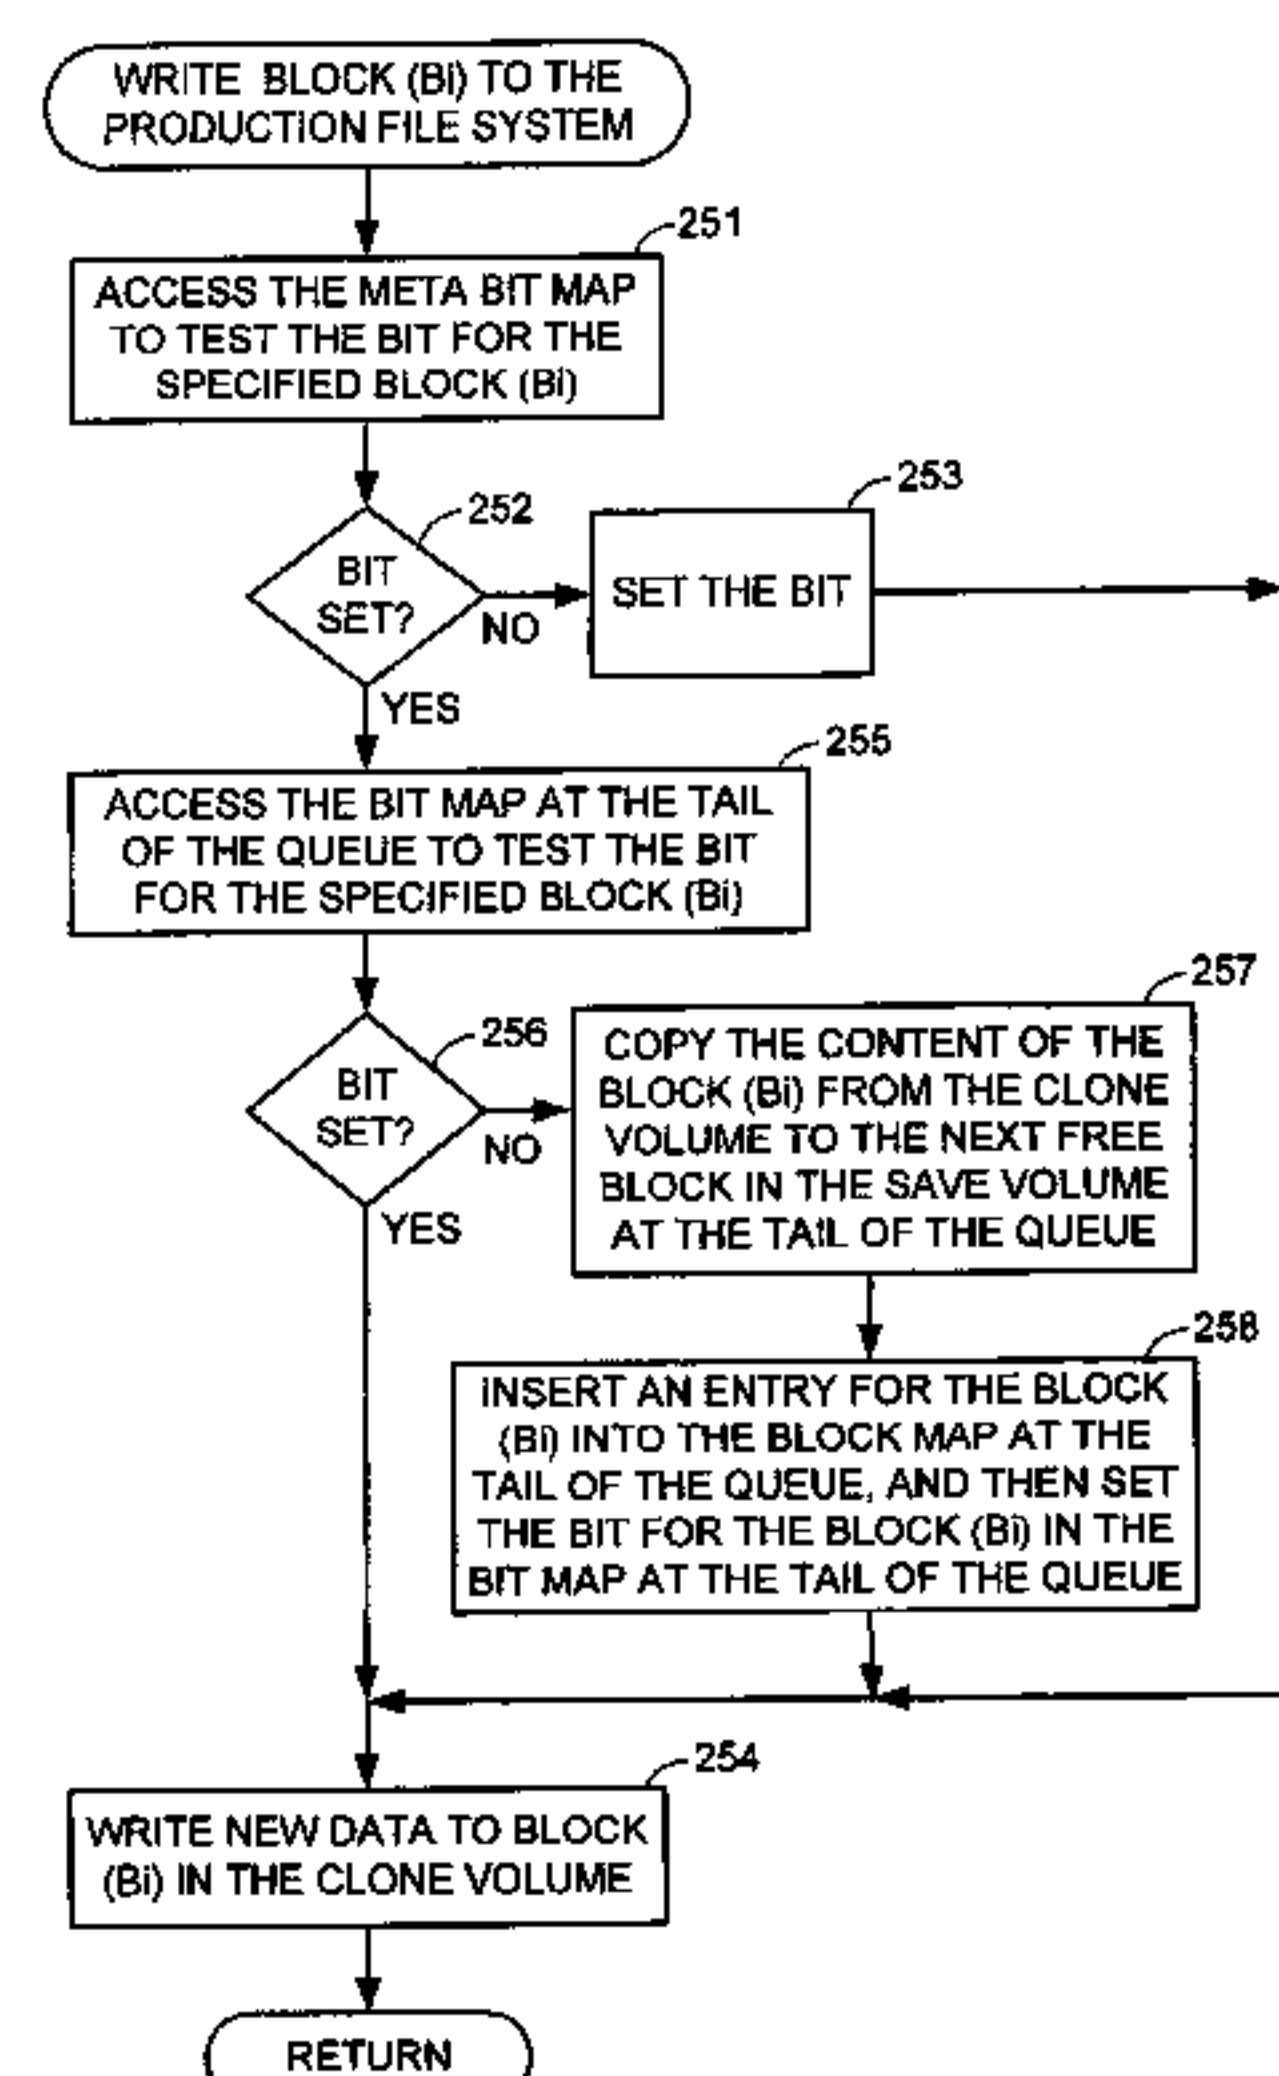 WRITE BLOCK (Bi) TO THE
PRODUCTION FILE SYSTEM
251
ACCESS THE META BIT MAP
TO TEST THE BIT FOR THE
SPECIFIED BLOCK (Bi)
252
BIT
SET?
NO
YES
253
SET THE BIT
255
ACCESS THE BIT MAP AT THE TAIL
OF THE QUEUE TO TEST THE BIT
FOR THE SPECIFIED BLOCK (Bi)
256
BIT
SET?
NO
YES
257
COPY THE CONTENT OF THE
BLOCK (Bi) FROM THE CLONE
VOLUME TO THE NEXT FREE
BLOCK IN THE SAVE VOLUME
AT THE TAIL OF THE QUEUE
258
INSERT AN ENTRY FOR THE BLOCK
(Bi) INTO THE BLOCK MAP AT THE
TAIL OF THE QUEUE, AND THEN SET
THE BIT FOR THE BLOCK (Bi) IN THE
BIT MAP AT THE TAIL OF THE QUEUE
254
WRITE NEW DATA TO BLOCK
(Bi) IN THE CLONE VOLUME
RETURN